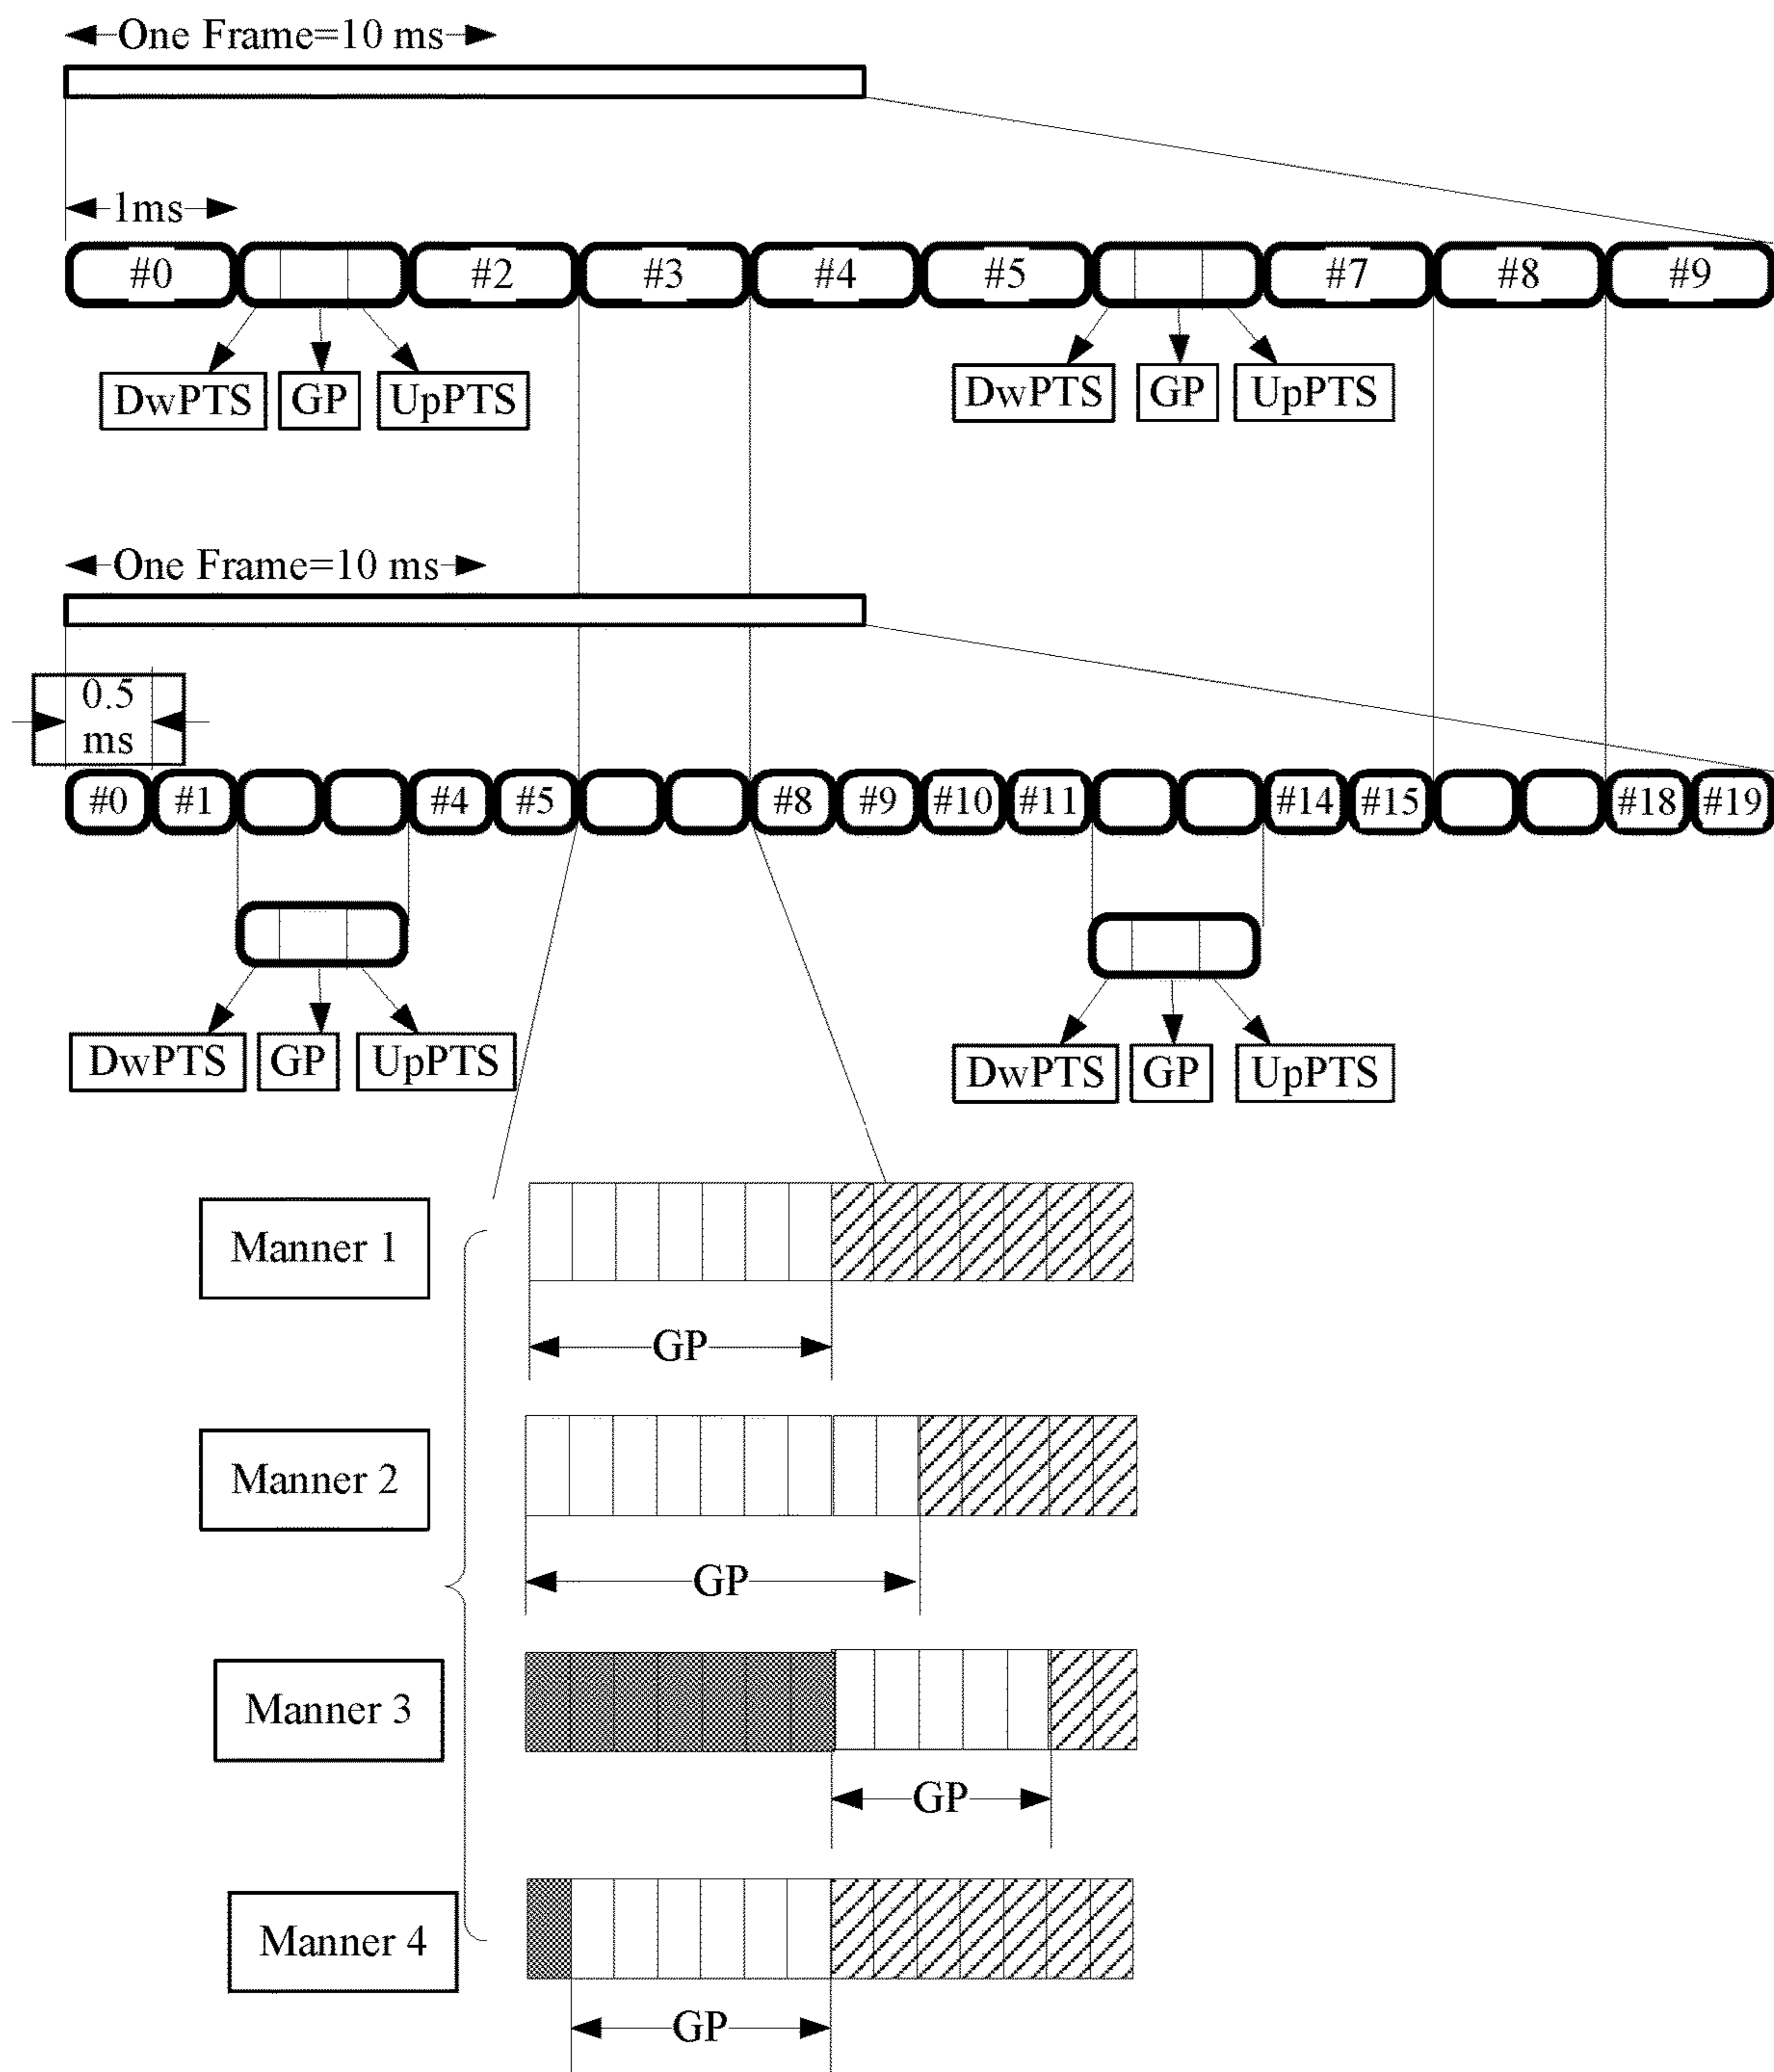 One Frame=10 ms
1ms
#0 #2 #3 #4 #5 #7 #8 #9
DwPTS GP UpPTS DwPTS GP UpPTS
One Frame=10 ms
0.5
ms
#0 #1 #4 #5 #8 #9 #10 #11 #14 #15 #18 #19
DwPTS GP UpPTS DwPTS GP UpPTS
Manner 1
GP
Manner 2
GP
Manner 3
GP
Manner 4
GP